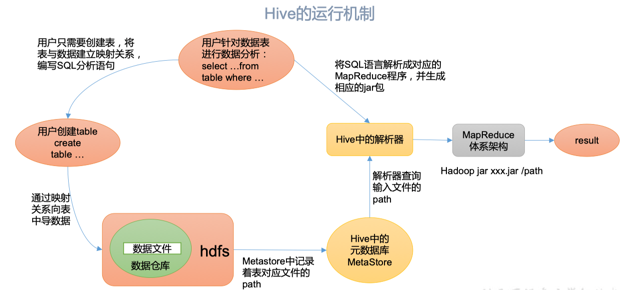 Hive的运行机制
用户只需要创建表，将
表与数据建立映射关系，
编写SQL分析语句
用户针对数据表
进行数据分析：
select ...from
table where ...
将SQL语言解析成对应的
MapReduce程序，并生成
相应的jar包
用户创建table
create
table ...
Hive中的解析器
MapReduce
体系架构
result
Hadoop jar xxx.jar /path
解析器查询
输入文件的
path
通过映射
关系向表
中导数据
数据文件
数据仓库
hdfs
Metastore中记录
着表对应文件的
path
Hive中的
元数据库
MetaStore